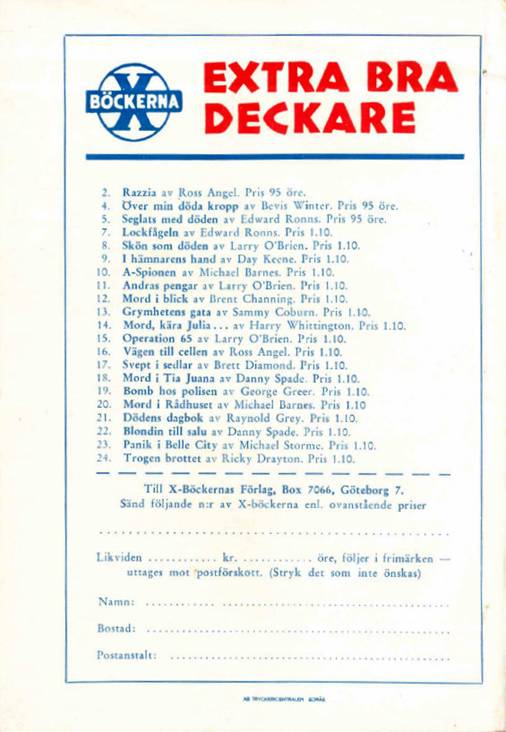 X
BÖCKERNA
EXTRA BRA
DECKARE
2. Razzia av Ross Angel. Pris 95 öre.
4. Över min döda kropp av Bevis Winter. Pris 95 öre.
5. Seglats med döden av Edward Ronns. Pris 95 öre.
7. Lockfågeln av Edward Ronns. Pris 1.10.
8. Skön som döden av Larry O'Brien. Pris 1.10.
9. I hämnarens hand av Day Keene. Pris 1.10.
10. A-Spionen av Michael Barnes. Pris 1.10.
11. Andras pengar av Larry O'Brien. Pris 1.10.
12. Mord i blick av Brent Channing. Pris 1.10.
13. Grymhetens gata av Sammy Coburn. Pris 1.10.
14. Mord, kära Julia... av Harry Whittington. Pris 1.10.
15. Operation 65 av Larry O'Brien. Pris 1.10.
16. Vägen till cellen av Ross Angel. Pris 1.10.
17. Svept i sedlar av Brett Diamond. Pris 1.10.
18. Mord i Tia Juana av Danny Spade. Pris 1.10.
19. Bomb hos polisen av George Greer. Pris 1.10.
20. Mord i Rådhuset av Michael Barnes. Pris 1.10
21. Dödens dagbok av Raynold Grey. Pris 1.10.
22. Blondin till salu av Danny Spade. Pris 1.10.
23. Panik i Belle City av Michael Storme. Pris 1.10.
24. Trogen brottet av Ricky Drayton. Pris 1.10.
Till X-Böckernas Förlag, Box 7066, Göteborg 7.
Sänd följande n:r av X-böckerna enl. ovanstående priser
Likviden ............ kr. ............ öre, följer i frimärken —
uttages mot postförskott. (Stryk det som inte önskas)
Namn: ............
Bostad: ............
Postanstalt: ............
AB TRYCKERICENTRALEN BORÅS